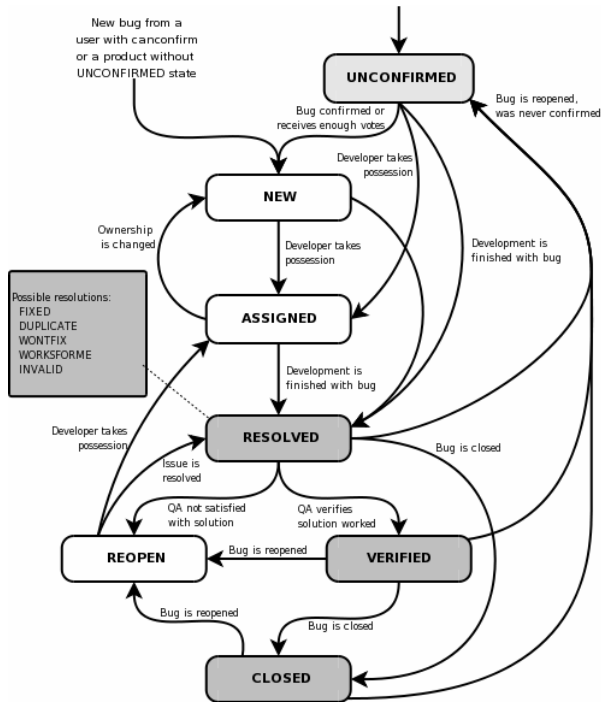 New bug from a
user with canconfirm
or a product without
UNCONFIRMED state
UNCONFIRMED
Bug confirmed or
receives enough votes
Bug is reopened,
was never confirmed
Developer takes
possession
NEW
Ownership
is changed
Developer takes
possession
Development is
finished with bug
Possible resolutions:
FIXED
DUPLICATE
WONTFIX
WORKSFORME
INVALID
ASSIGNED
Development is
finished with bug
Developer takes
possession
RESOLVED
Bug is closed
Issue is
resolved
QA not satisfied
with solution
QA verifies
solution worked
REOPEN
Bug is reopened
VERIFIED
Bug is reopened
Bug is closed
CLOSED